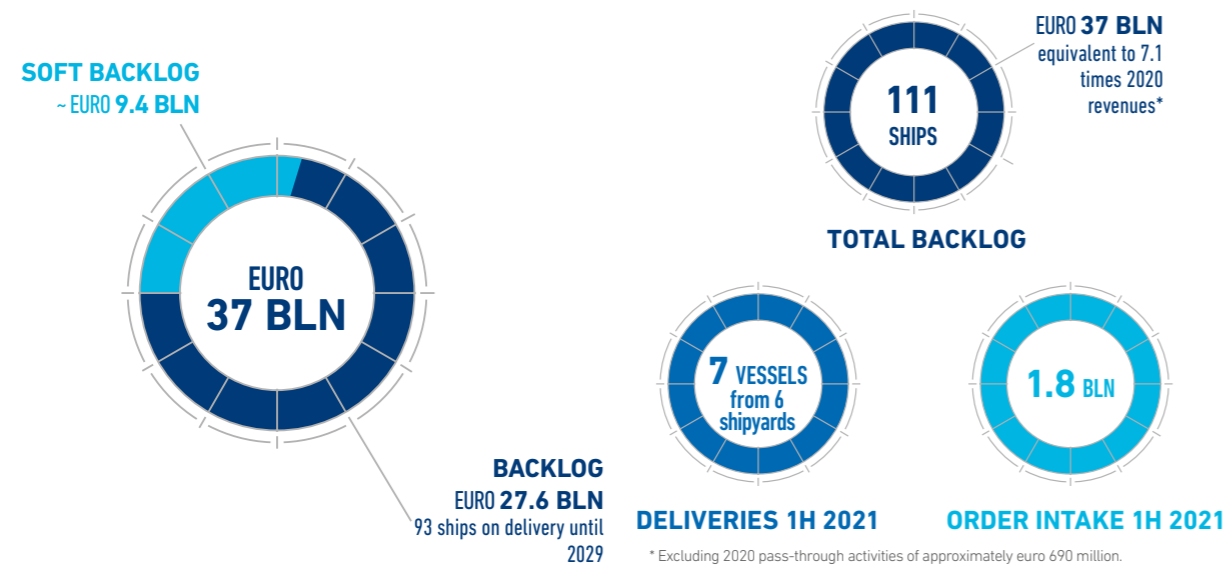 SOFT BACKLOG
~ EURO 9.4 BLN
EURO
37 BLN
BACKLOG
EURO 27.6 BLN
93 ships on delivery until
2029
EURO 37 BLN
equivalent to 7.1
times 2020
revenues*
111
SHIPS
TOTAL BACKLOG
7 VESSELS
from 6
shipyards
DELIVERIES 1H 2021
1.8 BLN
ORDER INTAKE 1H 2021
* Excluding 2020 pass-through activities of approximately euro 690 million.